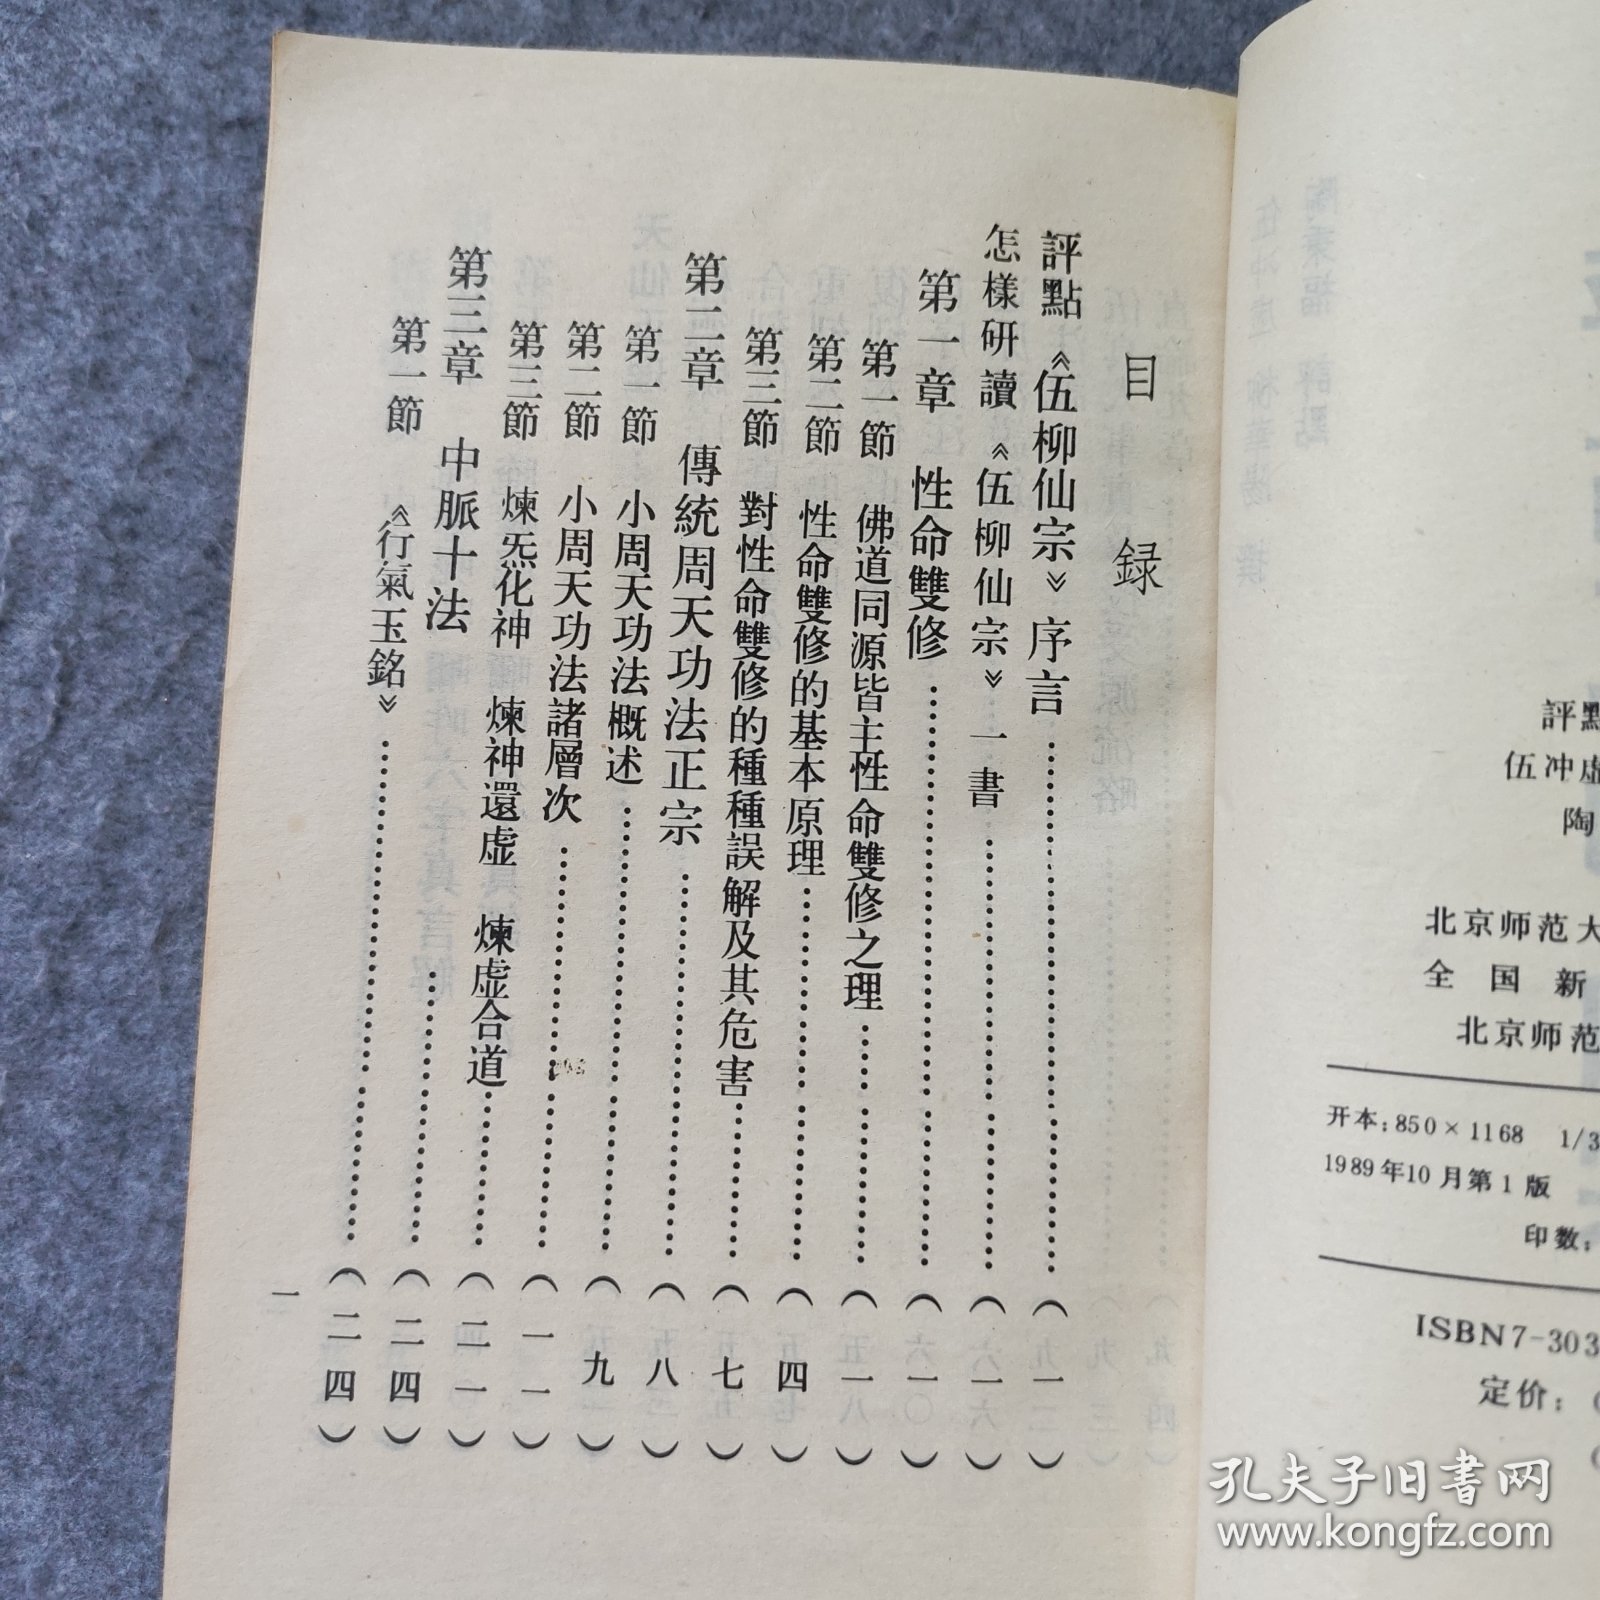 目録
評點《伍柳仙宗》序言……（一）
怎樣研讀《伍柳仙宗》一書……（一）
第一章 性命雙修……（一）
第一節 佛道同源皆主性命雙修之理……（一）
第二節 性命雙修的基本原理……（四）
第三節 對性命雙修的種種誤解及其危害……（七）
第二章 傳統周天功法正宗……（八）
第一節 小周天功法概述……（九）
第二節 小周天功法諸層次……（一一）
第三節 煉炁化神 煉神還虛 煉虛合道……（二一）
第三章 中脈十法……（二四）
第一節 《行氣玉銘》……（二四）
一
評點
伍冲虚
陶
北京师范大
全国新
北京师范
开本：850×1168 1/3
1989年10月第1版
印数：
ISBN7-303
定价：
孔夫子旧书网
www.kongfz.com